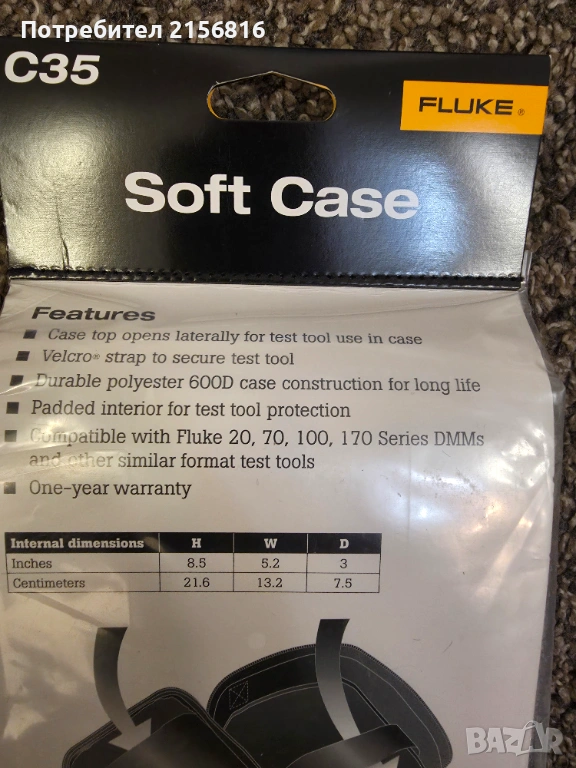 Потребител 2156816
C35
FLUKE®
Soft Case
Features
■ Case top opens laterally for test tool use in case
■ Velcro® strap to secure test tool
■ Durable polyester 600D case construction for long life
■ Padded interior for test tool protection
■ Compatible with Fluke 20, 70, 100, 170 Series DMMs
and other similar format test tools
■ One-year warranty
Internal dimensions H W D
Inches 8.5 5.2 3
Centimeters 21.6 13.2 7.5
BAZAR